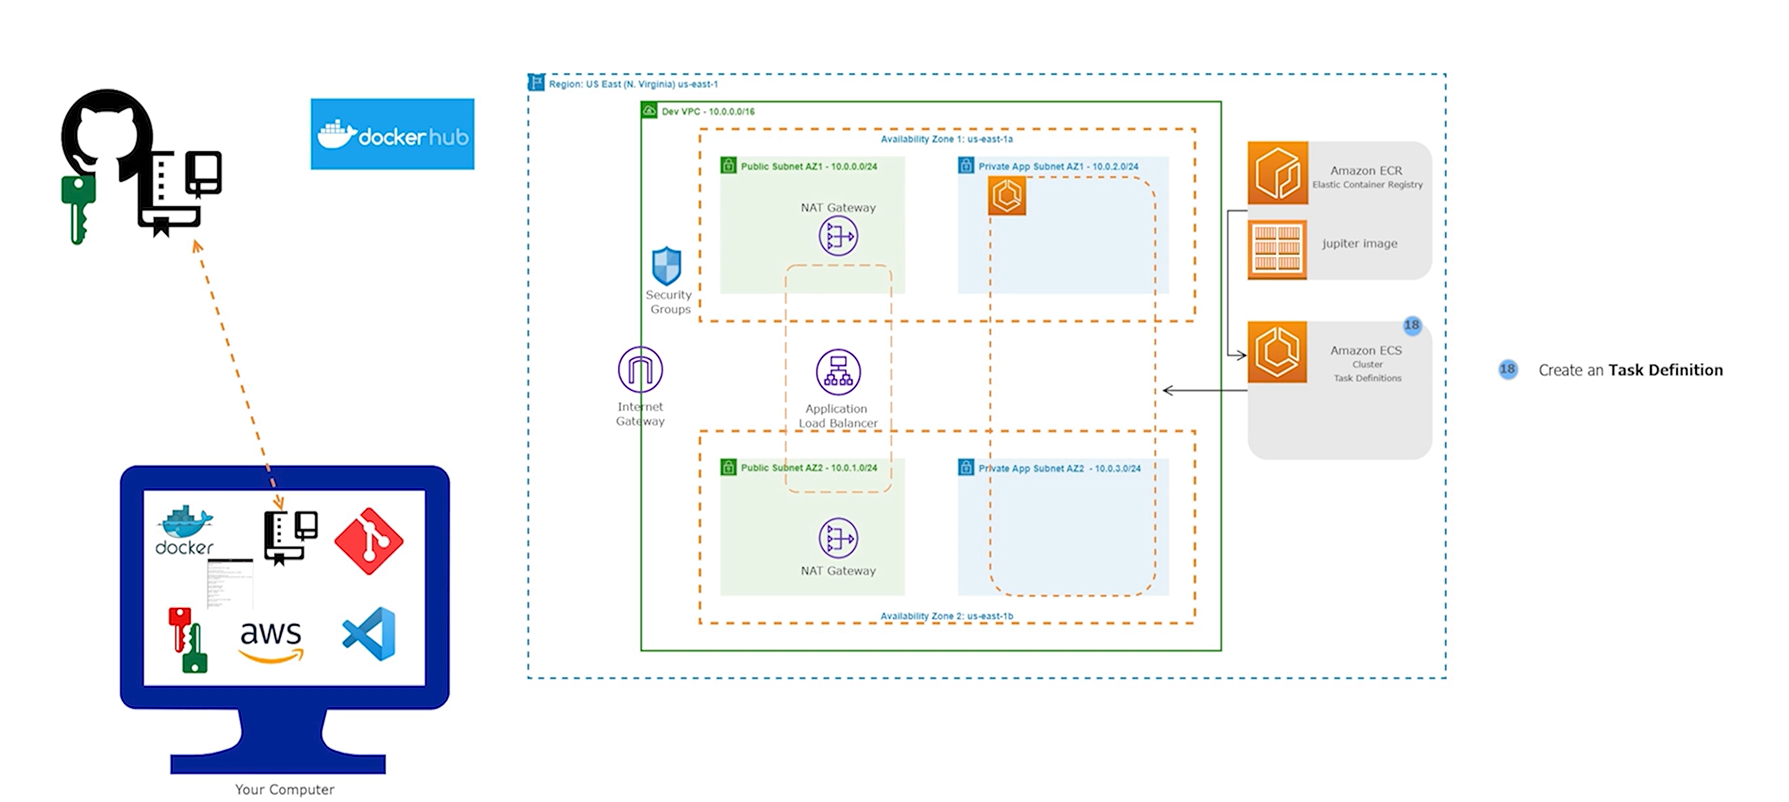 dockerhub
Region: US East (N. Virginia) us-east-1
Dev VPC - 10.0.0.0/16
Availability Zone 1: us-east-1a
Public Subnet AZ1 - 10.0.0.0/24
Private App Subnet AZ1 - 10.0.2.0/24
NAT Gateway
Security
Groups
Internet
Gateway
Application
Load Balancer
Public Subnet AZ2 - 10.0.1.0/24
Private App Subnet AZ2 - 10.0.3.0/24
NAT Gateway
Availability Zone 2: us-east-1b
Amazon ECR
Elastic Container Registry
jupiter image
18
Amazon ECS
Cluster
Task Definitions
18 Create an Task Definition
docker
aws
Your Computer